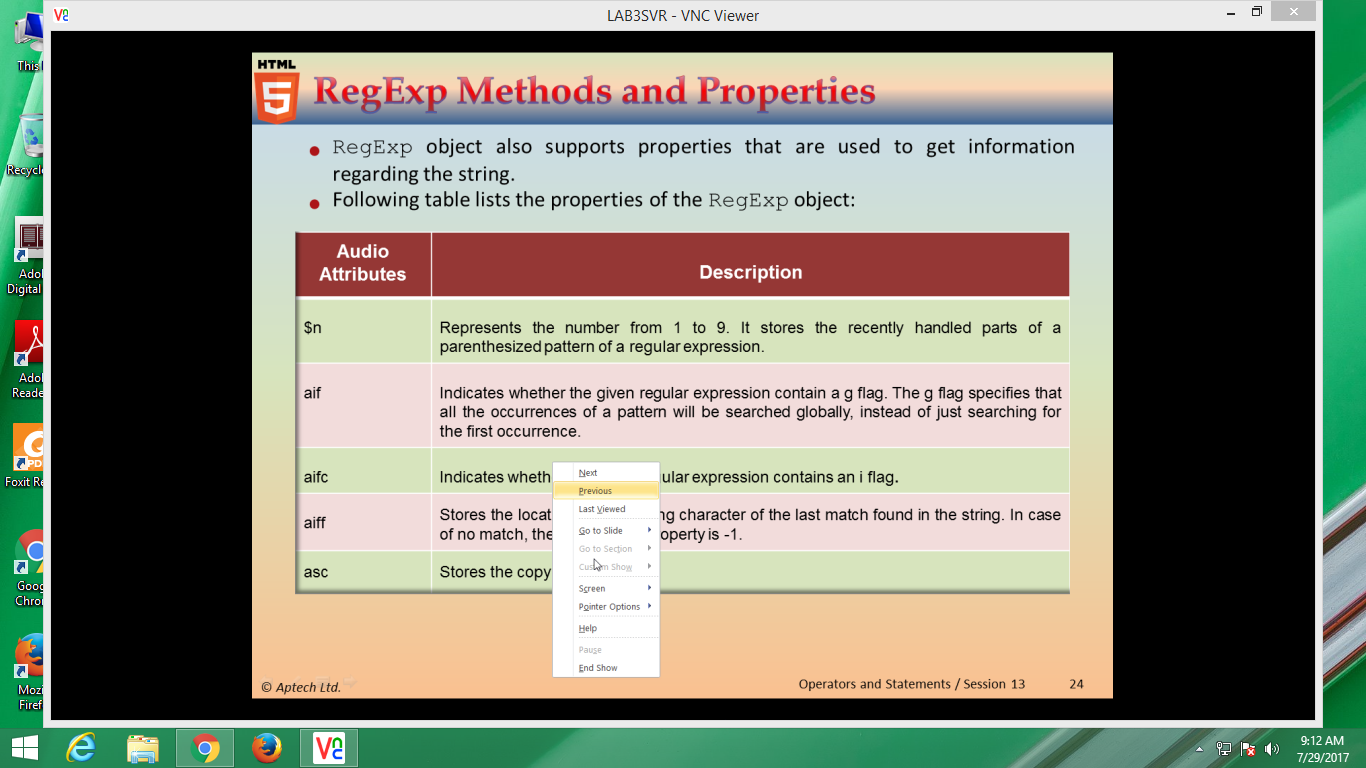 LAB3SVR - VNC Viewer
This
Recycle
Ado
Digital
Ado
Reade
PD
Foxit Re
Goog
Chro
Mozi
Firef
HTML
5
RegExp Methods and Properties
RegExp object also supports properties that are used to get information
regarding the string.
Following table lists the properties of the RegExp object:
Audio
Attributes
Description
$n
Represents the number from 1 to 9. It stores the recently handled parts of a
parenthesized pattern of a regular expression.
aif
Indicates whether the given regular expression contain a g flag. The g flag specifies that
all the occurrences of a pattern will be searched globally, instead of just searching for
the first occurrence.
aifc
Indicates wheth ular expression contains an i flag.
aiff
Stores the locat ng character of the last match found in the string. In case
of no match, the operty is -1.
asc
Stores the copy
Next
Previous
Last Viewed
Go to Slide
Go to Section
Custom Show
Screen
Pointer Options
Help
Pause
End Show
© Aptech Ltd.
Operators and Statements / Session 13
24
9:12 AM
7/29/2017